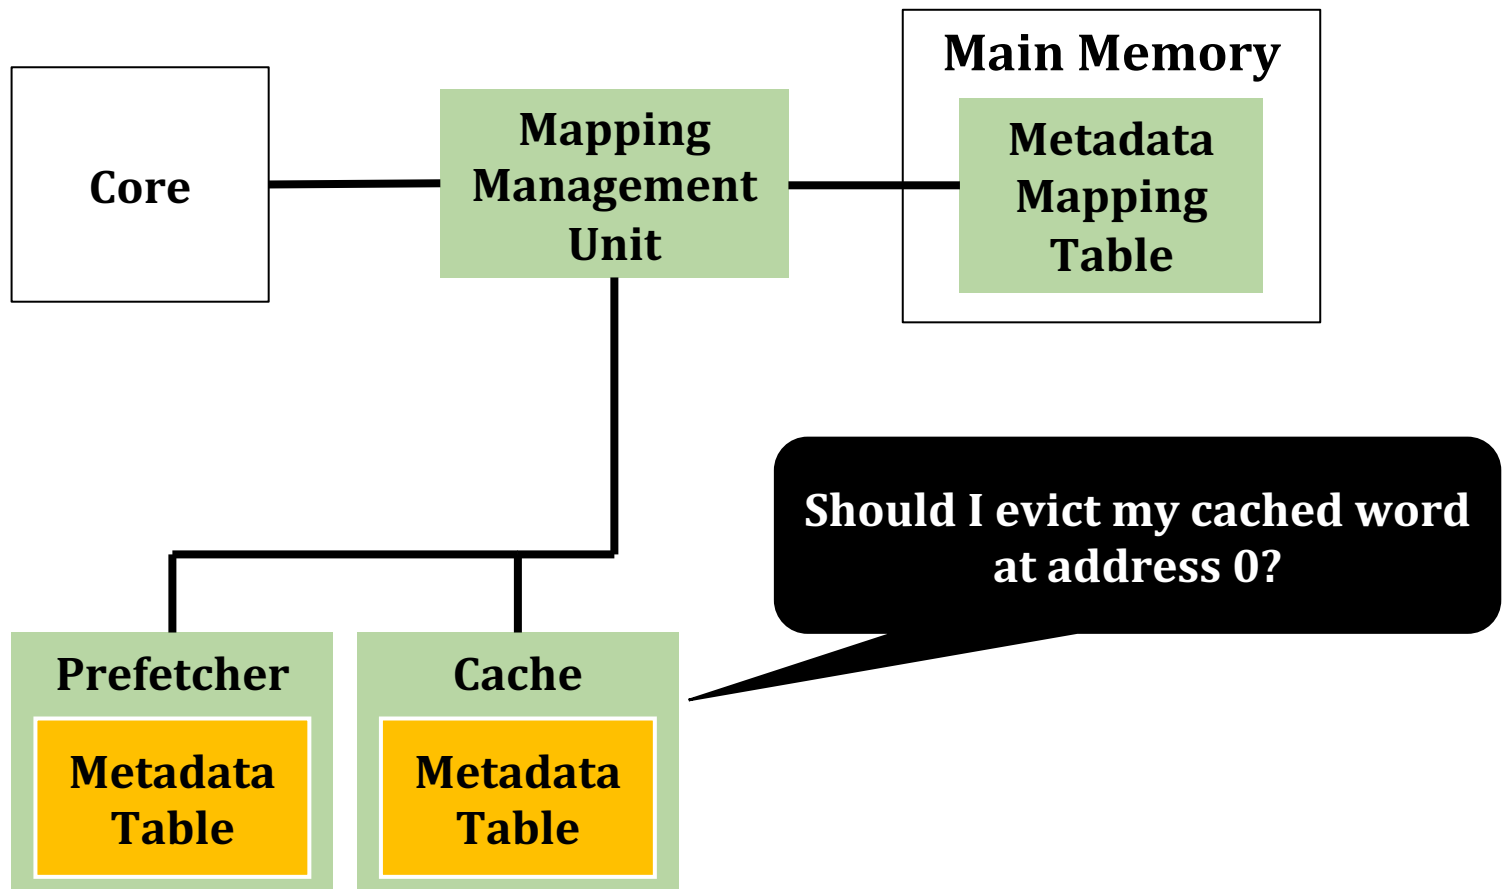 Core
Mapping
Management
Unit
Main Memory
Metadata
Mapping
Table
Should I evict my cached word
at address 0?
Prefetcher
Metadata
Table
Cache
Metadata
Table